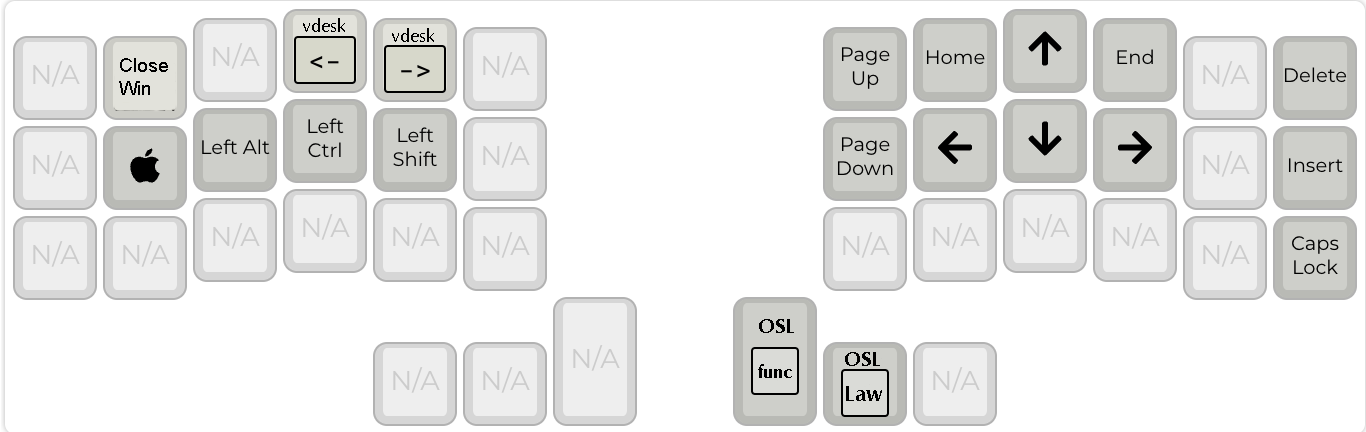 N/A
Close
Win
N/A
vdesk
<-
vdesk
->
N/A
Page
Up
Home
↑
End
N/A
Delete
N/A
Left Alt
Left
Ctrl
Left
Shift
N/A
Page
Down
←
↓
→
N/A
Insert
N/A
N/A
N/A
N/A
N/A
N/A
N/A
N/A
N/A
N/A
N/A
Caps
Lock
N/A
N/A
N/A
OSL
func
OSL
Law
N/A